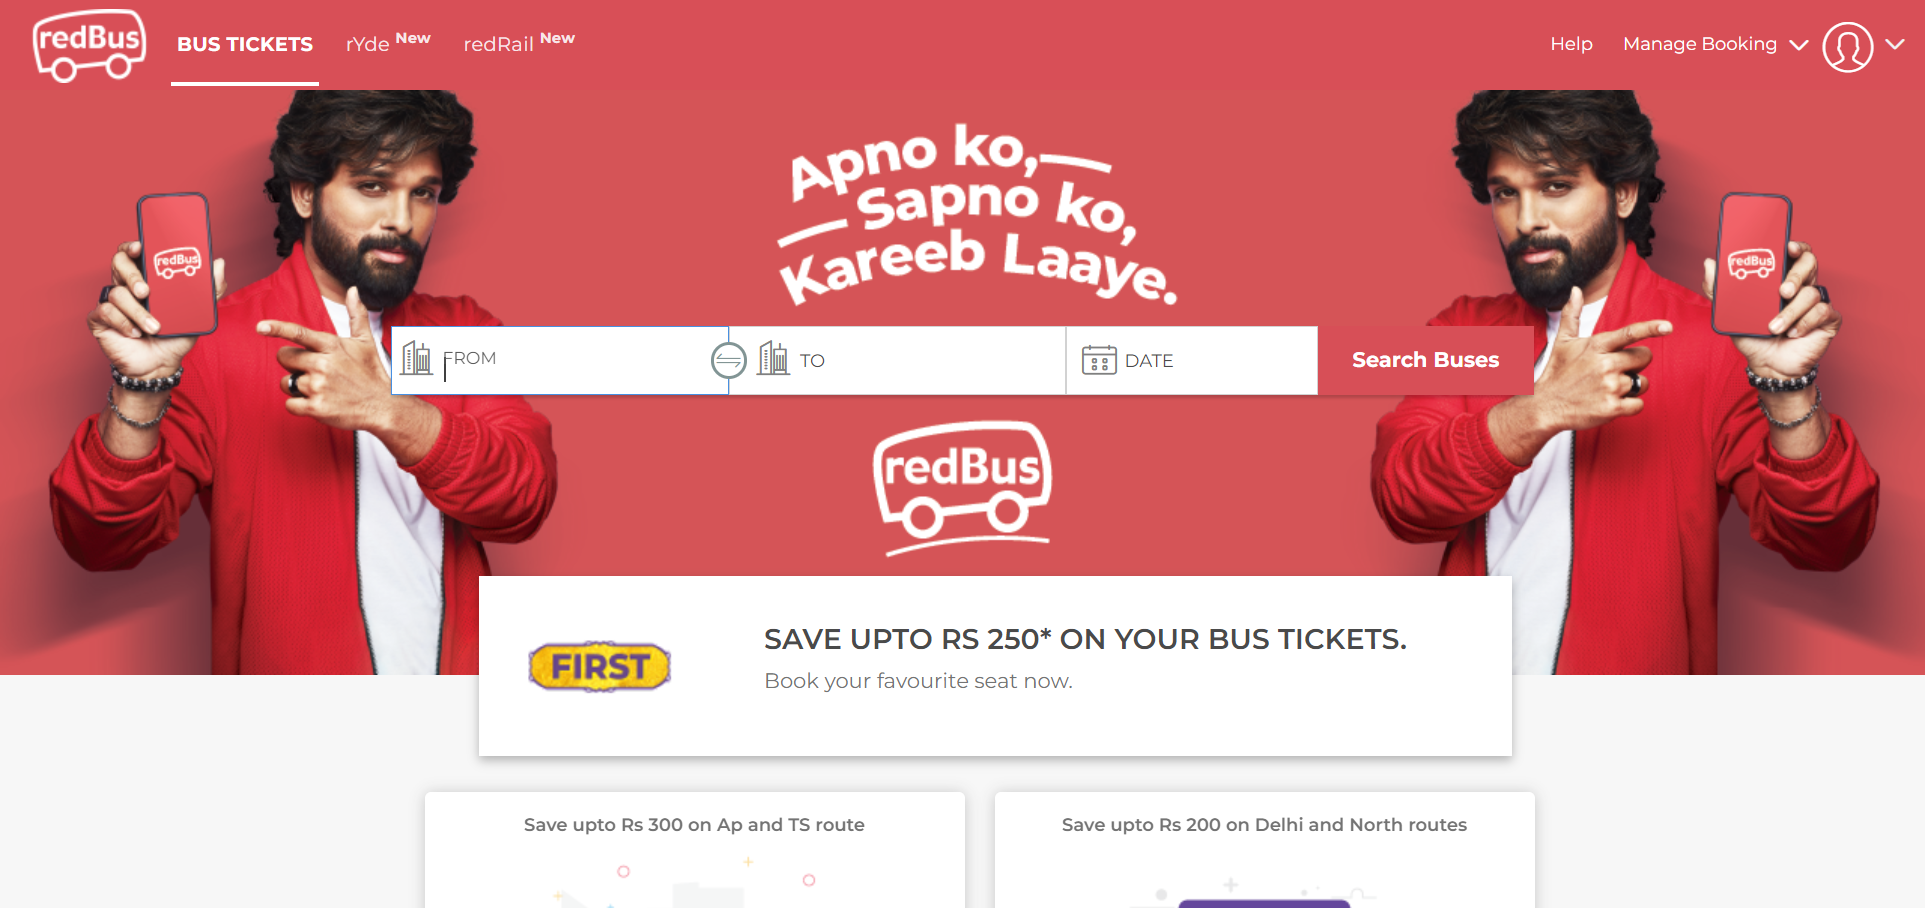 redBus
BUS TICKETS
rYde New
redRail New
Help
Manage Booking
Apno ko,
Sapno ko,
Kareeb Laaye.
redBus
redBus
FROM
TO
DATE
Search Buses
redBus
FIRST
SAVE UPTO RS 250* ON YOUR BUS TICKETS.
Book your favourite seat now.
Save upto Rs 300 on Ap and TS route
Save upto Rs 200 on Delhi and North routes